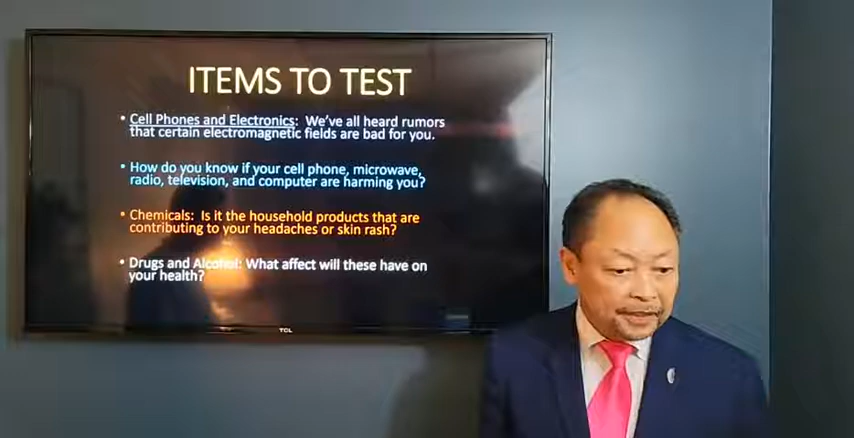 ITEMS TO TEST
• Cell Phones and Electronics: We've all heard rumors
that certain electromagnetic fields are bad for you.
• How do you know if your cell phone, microwave,
radio, television, and computer are harming you?
• Chemicals: Is it the household products that are
contributing to your headaches or skin rash?
• Drugs and Alcohol: What affect will these have on
your health?
TCL